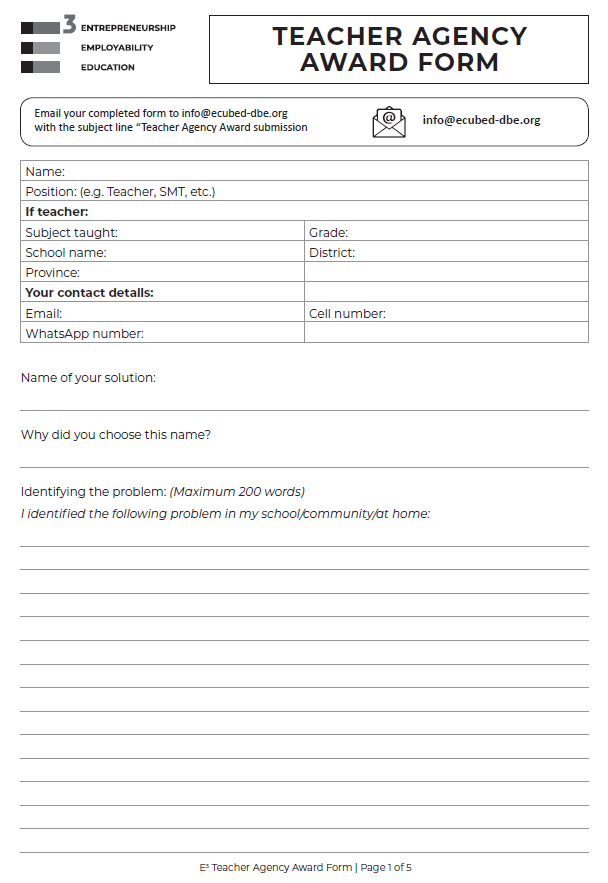 3 ENTREPRENEURSHIP
EMPLOYABILITY
EDUCATION
TEACHER AGENCY
AWARD FORM
Email your completed form to info@ecubed-dbe.org
with the subject line “Teacher Agency Award submission
@
info@ecubed-dbe.org
Name:
Position: (e.g. Teacher, SMT, etc.)
If teacher:
Subject taught: Grade:
School name: District:
Province:
Your contact details:
Email: Cell number:
WhatsApp number:
Name of your solution:
Why did you choose this name?
Identifying the problem: (Maximum 200 words)
I identified the following problem in my school/community/at home:
E³ Teacher Agency Award Form | Page 1 of 5